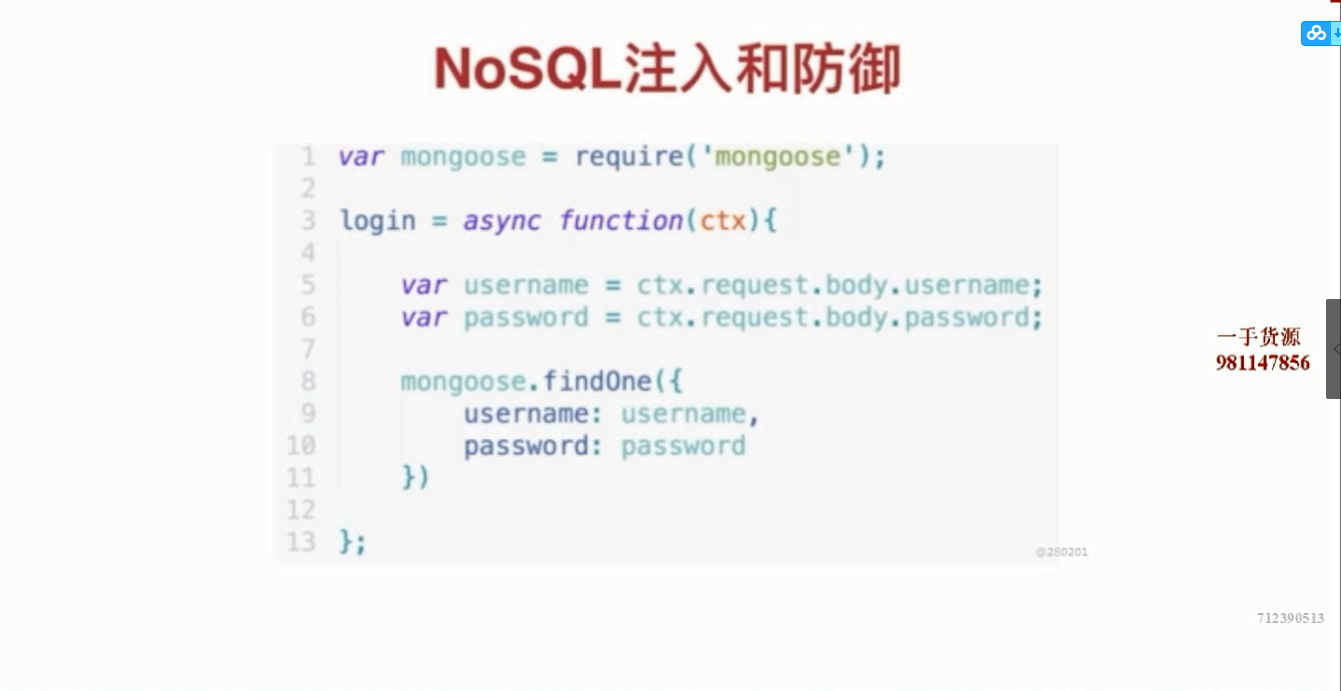 NoSQL注入和防御
1 var mongoose = require('mongoose');
2
3 login = async function(ctx){
4
5 var username = ctx.request.body.username;
6 var password = ctx.request.body.password;
7
8 mongoose.findOne({
9 username: username,
10 password: password
11 })
12
13 };
@280201
一手货源
981147856
712390513